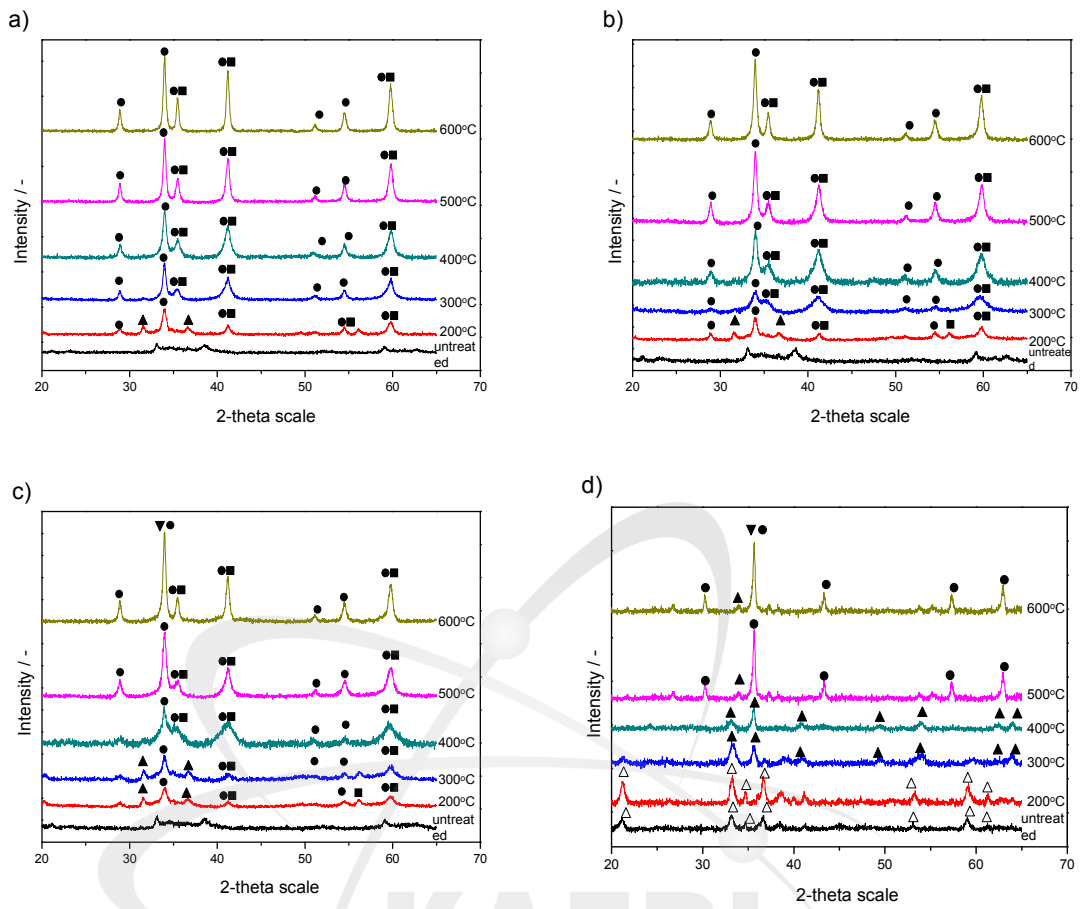 a)
Intensity / -
600°C
500°C
400°C
300°C
200°C
untreat
ed
20 30 40 50 60 70
2-theta scale
b)
Intensity / -
600°C
500°C
400°C
300°C
200°C
untreate
d
20 30 40 50 60 70
2-theta scale
c)
Intensity / -
600°C
500°C
400°C
300°C
200°C
untreat
ed
20 30 40 50 60 70
2-theta scale
d)
Intensity / -
600°C
500°C
400°C
300°C
200°C
untreat
ed
20 30 40 50 60 70
2-theta scale
KAERI